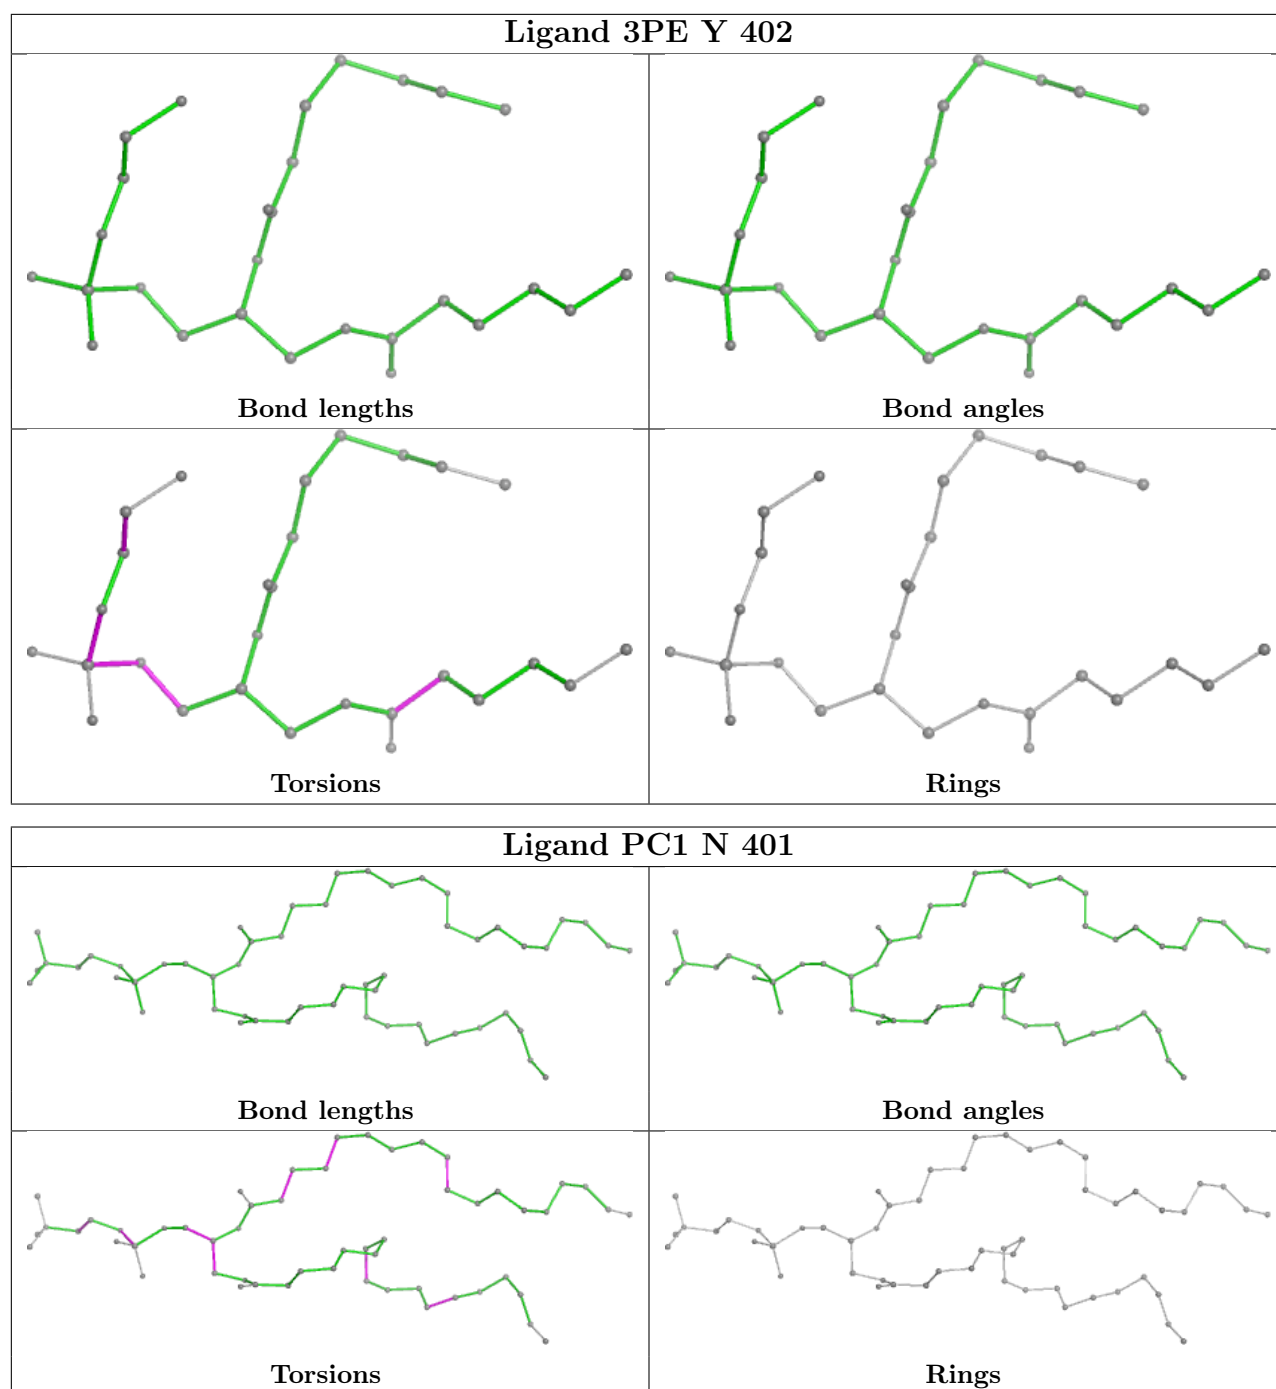 Ligand 3PE Y 402
Bond lengths
Bond angles
Torsions
Rings
Ligand PC1 N 401
Bond lengths
Bond angles
Torsions
Rings